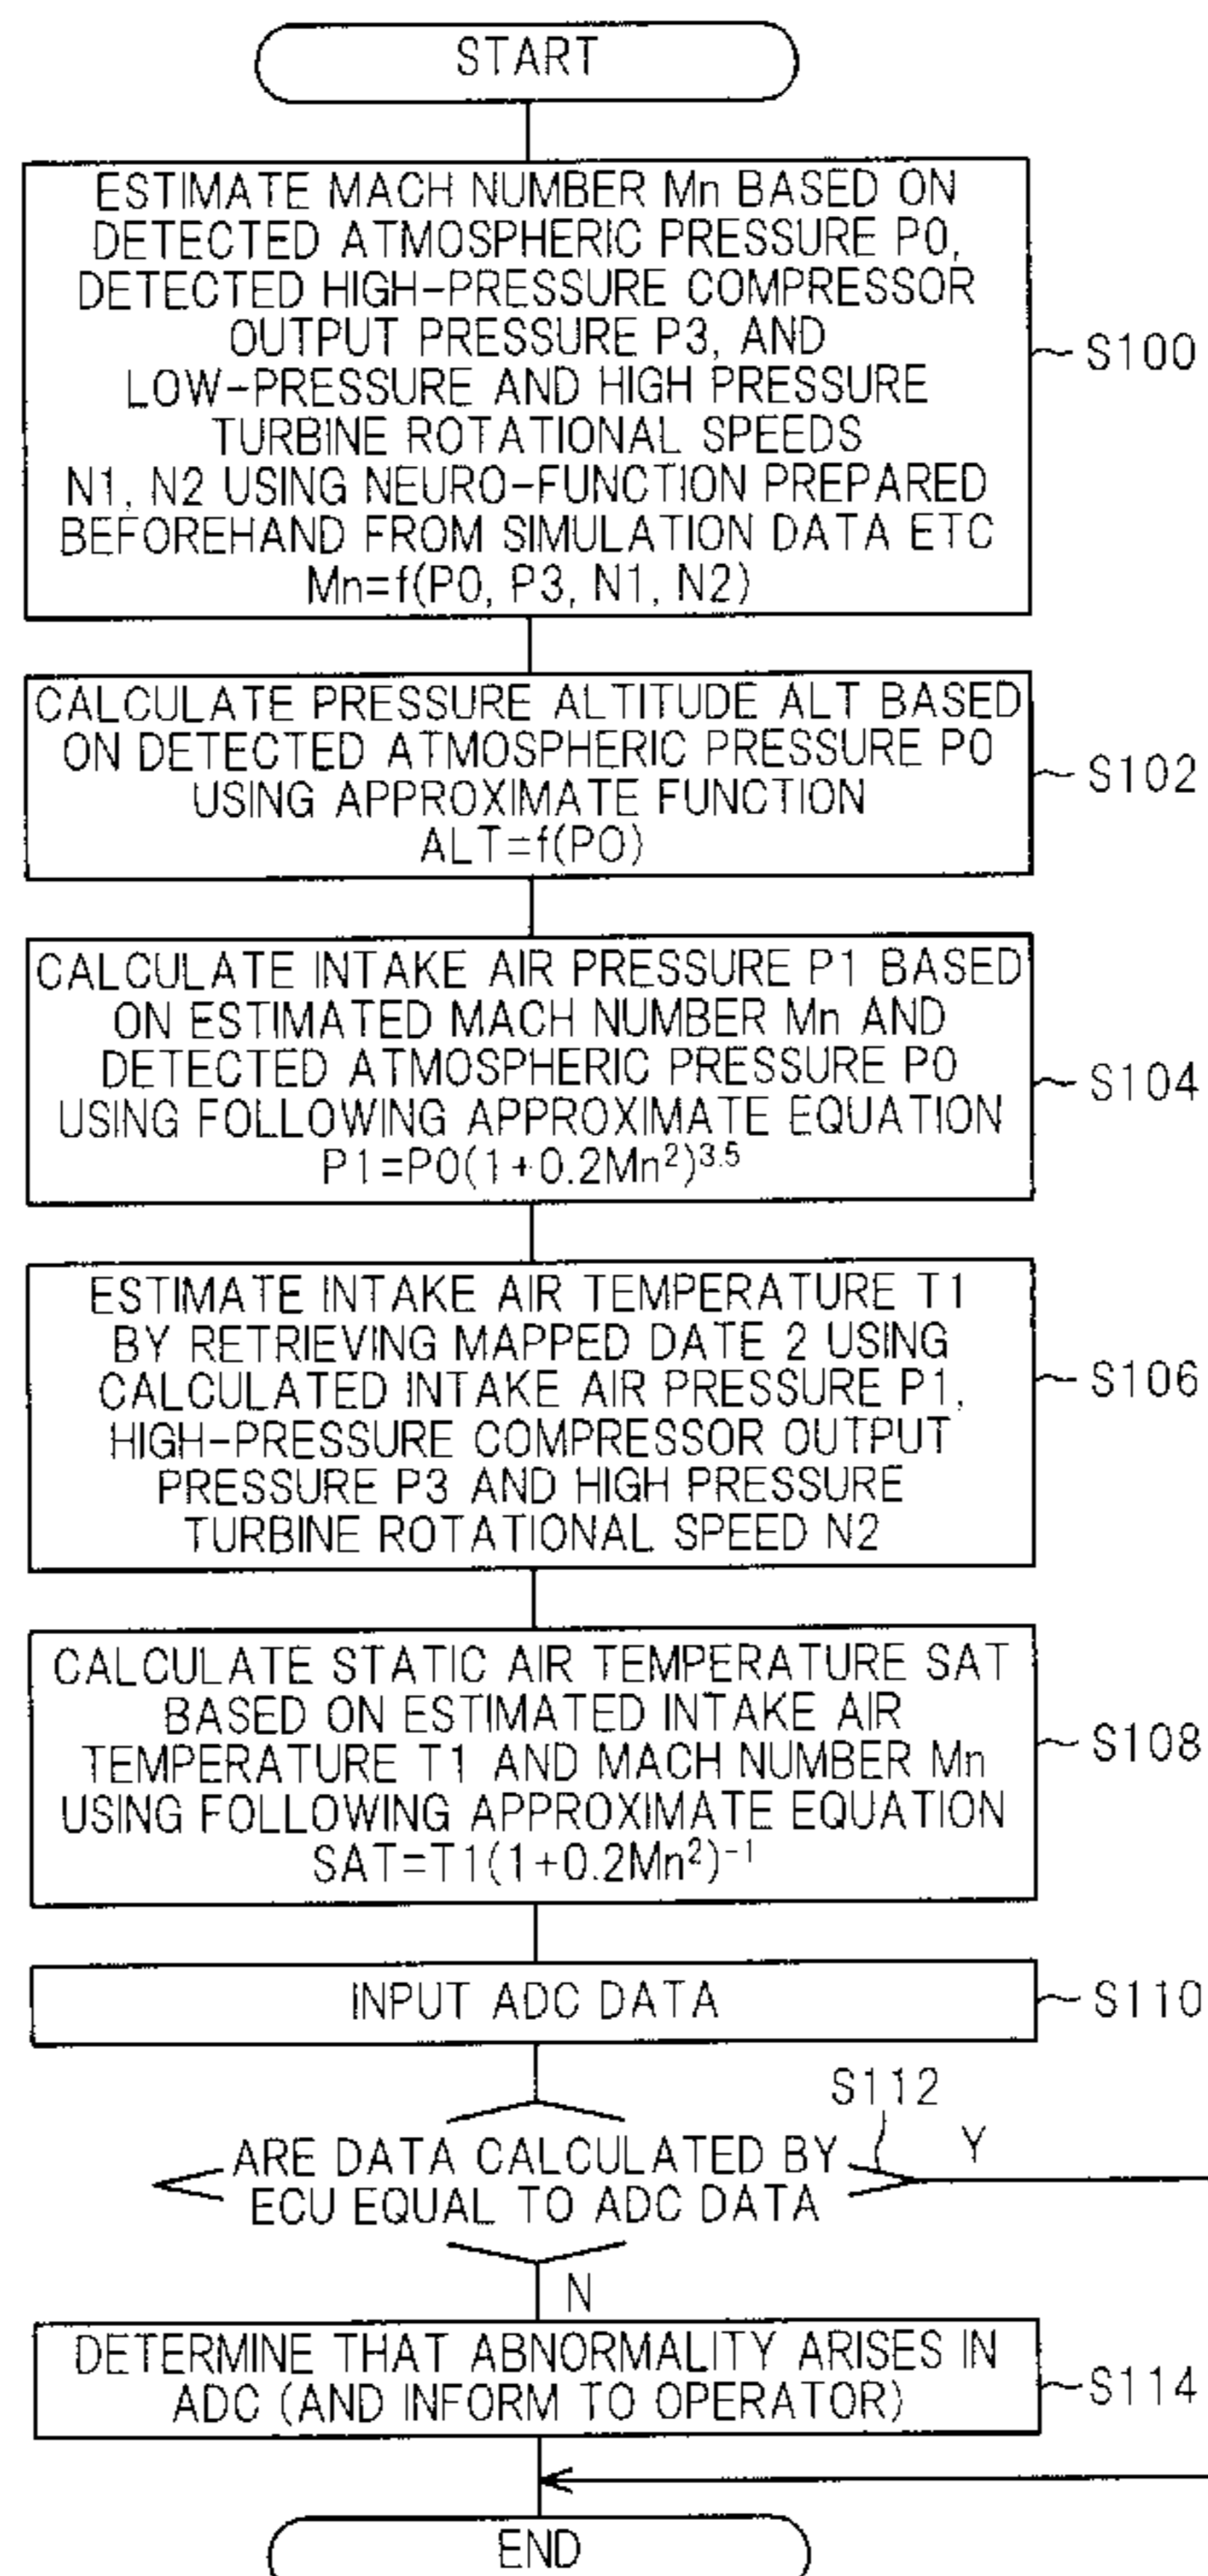 START
ESTIMATE MACH NUMBER Mn BASED ON
DETECTED ATMOSPHERIC PRESSURE P0,
DETECTED HIGH-PRESSURE COMPRESSOR
OUTPUT PRESSURE P3, AND
LOW-PRESSURE AND HIGH PRESSURE
TURBINE ROTATIONAL SPEEDS
N1, N2 USING NEURO-FUNCTION PREPARED
BEFOREHAND FROM SIMULATION DATA ETC
Mn=f(P0, P3, N1, N2)
S100
CALCULATE PRESSURE ALTITUDE ALT BASED
ON DETECTED ATMOSPHERIC PRESSURE P0
USING APPROXIMATE FUNCTION
ALT=f(P0)
S102
CALCULATE INTAKE AIR PRESSURE P1 BASED
ON ESTIMATED MACH NUMBER Mn AND
DETECTED ATMOSPHERIC PRESSURE P0
USING FOLLOWING APPROXIMATE EQUATION
P1=P0(1+0.2Mn²)³·⁵
S104
ESTIMATE INTAKE AIR TEMPERATURE T1
BY RETRIEVING MAPPED DATE 2 USING
CALCULATED INTAKE AIR PRESSURE P1,
HIGH-PRESSURE COMPRESSOR OUTPUT
PRESSURE P3 AND HIGH PRESSURE
TURBINE ROTATIONAL SPEED N2
S106
CALCULATE STATIC AIR TEMPERATURE SAT
BASED ON ESTIMATED INTAKE AIR
TEMPERATURE T1 AND MACH NUMBER Mn
USING FOLLOWING APPROXIMATE EQUATION
SAT=T1(1+0.2Mn²)⁻¹
S108
INPUT ADC DATA
S110
S112
ARE DATA CALCULATED BY
ECU EQUAL TO ADC DATA
Y
N
DETERMINE THAT ABNORMALITY ARISES IN
ADC (AND INFORM TO OPERATOR)
S114
END